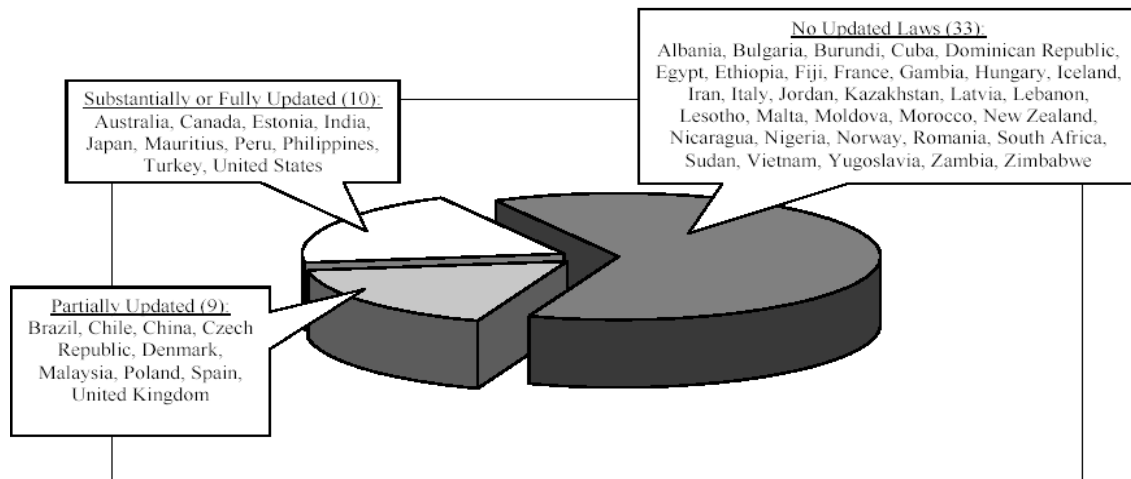 No Updated Laws (33):
Albania, Bulgaria, Burundi, Cuba, Dominican Republic,
Egypt, Ethiopia, Fiji, France, Gambia, Hungary, Iceland,
Iran, Italy, Jordan, Kazakhstan, Latvia, Lebanon,
Lesotho, Malta, Moldova, Morocco, New Zealand,
Nicaragua, Nigeria, Norway, Romania, South Africa,
Sudan, Vietnam, Yugoslavia, Zambia, Zimbabwe
Substantially or Fully Updated (10):
Australia, Canada, Estonia, India,
Japan, Mauritius, Peru, Philippines,
Turkey, United States
Partially Updated (9):
Brazil, Chile, China, Czech
Republic, Denmark,
Malaysia, Poland, Spain,
United Kingdom